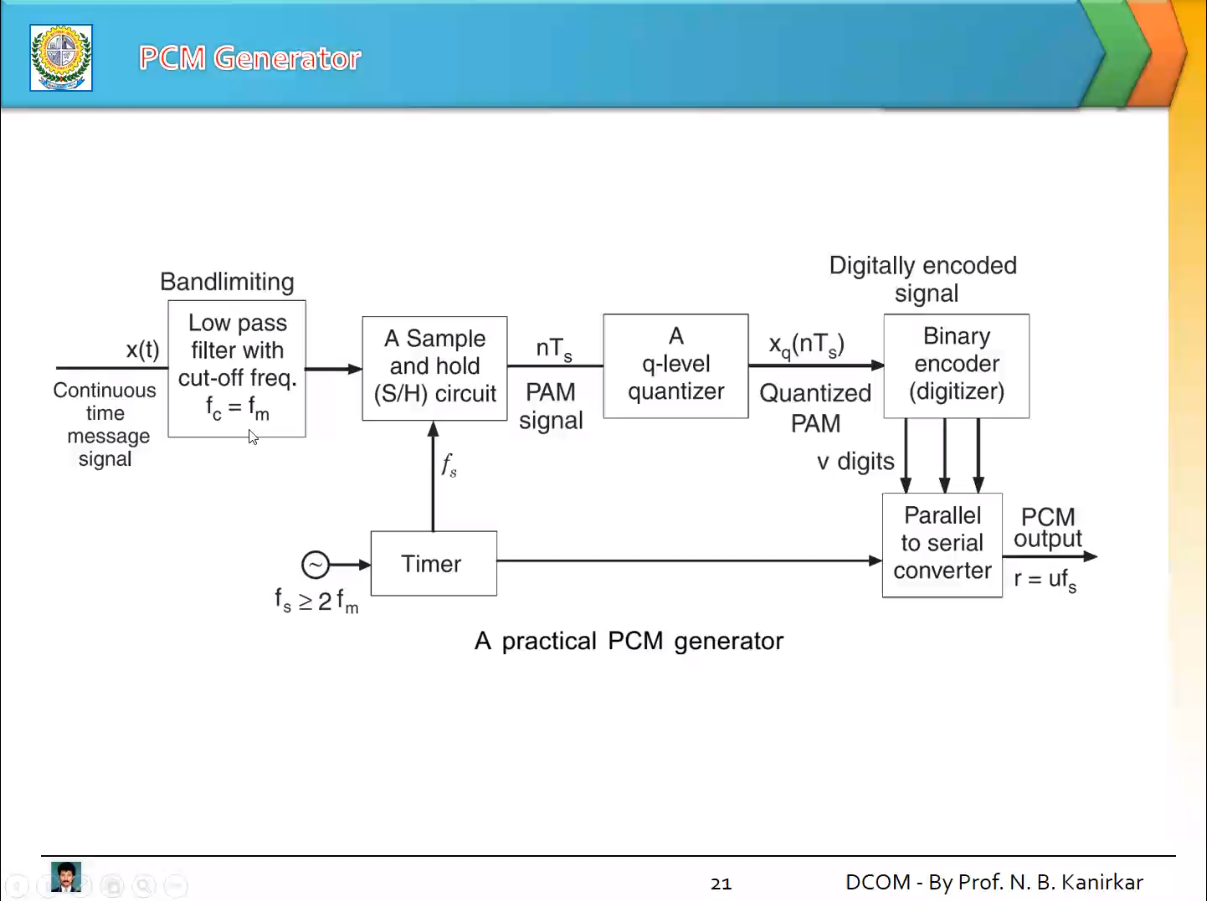 PCM Generator
Bandlimiting
Low pass
filter with
cut-off freq.
f_c = f_m
x(t)
Continuous
time
message
signal
A Sample
and hold
(S/H) circuit
nT_s
PAM
signal
A
q-level
quantizer
x_q(nT_s)
Quantized
PAM
Digitally encoded
signal
Binary
encoder
(digitizer)
v digits
f_s
~
f_s ≥ 2 f_m
Timer
Parallel
to serial
converter
PCM
output
r = uf_s
A practical PCM generator
21
DCOM - By Prof. N. B. Kanirkar